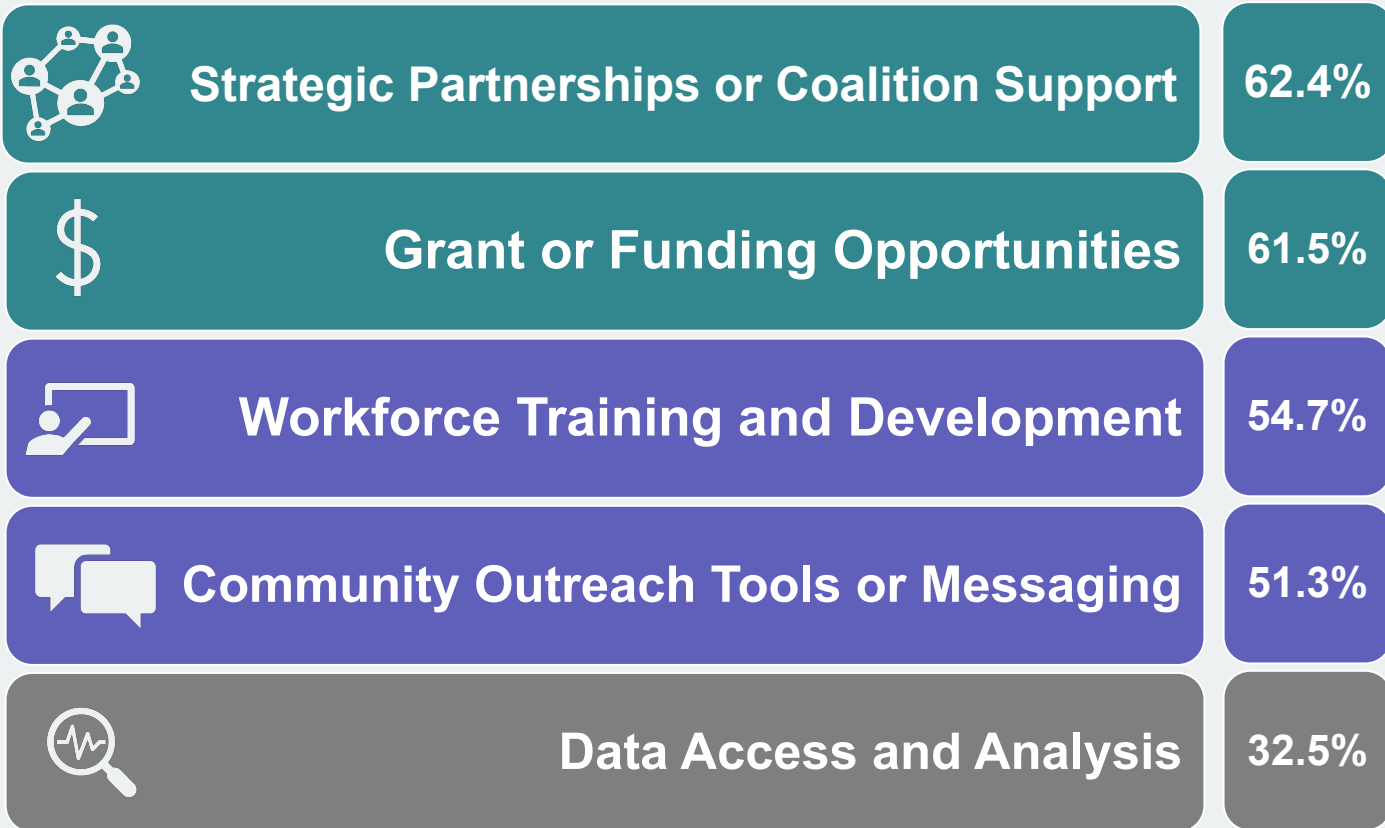 Strategic Partnerships or Coalition Support 62.4%
$ Grant or Funding Opportunities 61.5%
Workforce Training and Development 54.7%
Community Outreach Tools or Messaging 51.3%
Data Access and Analysis 32.5%